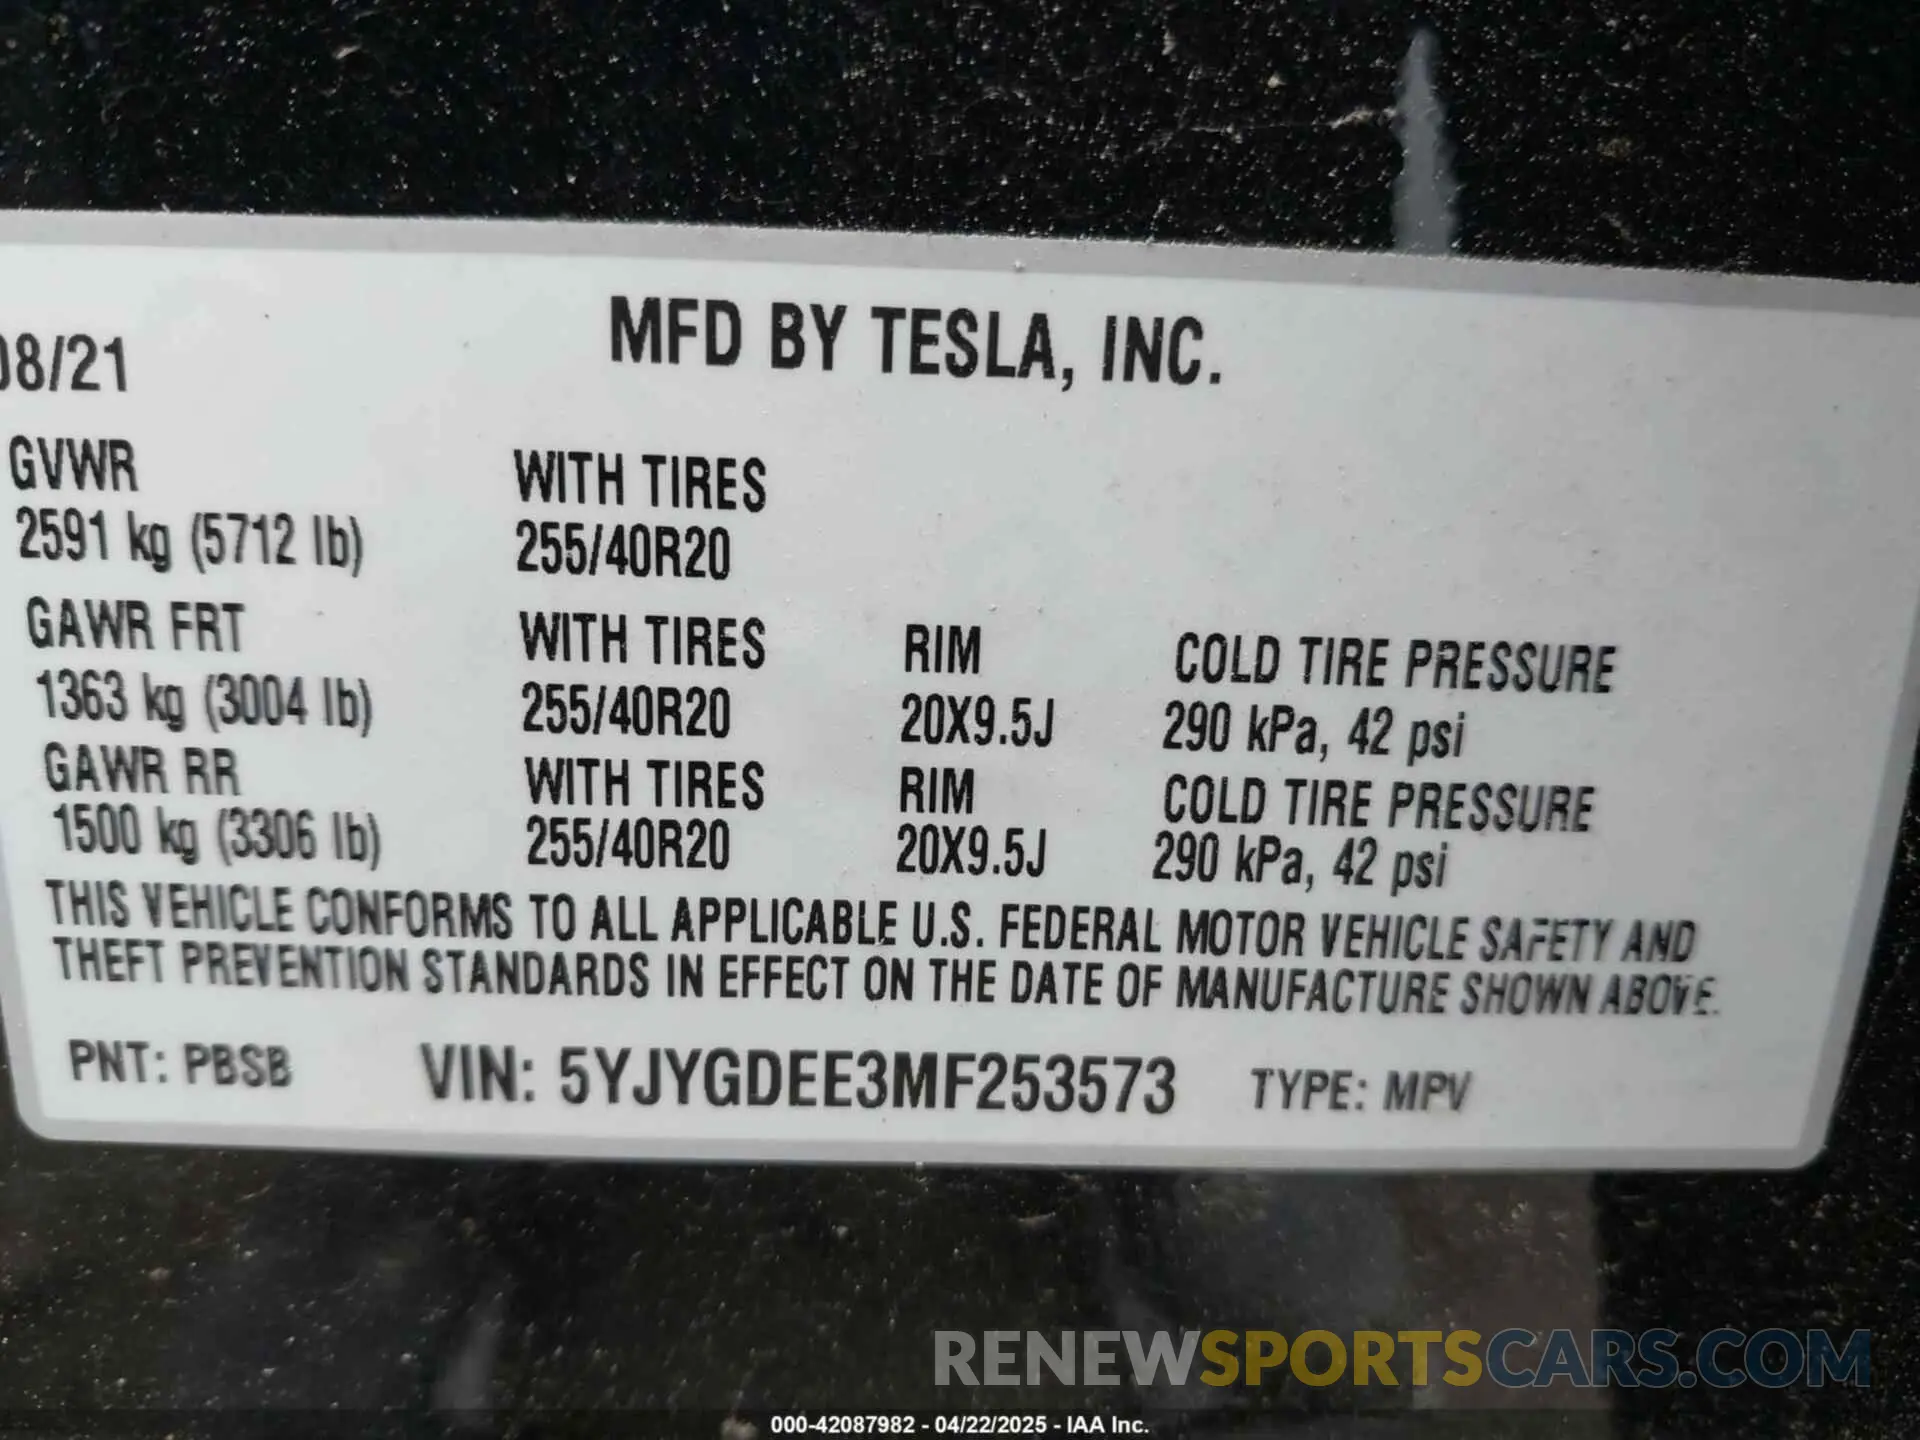 08/21
MFD BY TESLA, INC.
GVWR WITH TIRES
2591 kg (5712 lb) 255/40R20
GAWR FRT WITH TIRES RIM COLD TIRE PRESSURE
1363 kg (3004 lb) 255/40R20 20X9.5J 290 kPa, 42 psi
GAWR RR WITH TIRES RIM COLD TIRE PRESSURE
1500 kg (3306 lb) 255/40R20 20X9.5J 290 kPa, 42 psi
THIS VEHICLE CONFORMS TO ALL APPLICABLE U.S. FEDERAL MOTOR VEHICLE SAFETY AND
THEFT PREVENTION STANDARDS IN EFFECT ON THE DATE OF MANUFACTURE SHOWN ABOVE.
PNT: PBSB VIN: 5YJYGDEE3MF253573 TYPE: MPV
RENEWSPORTSCARS.COM
000-42087982 - 04/22/2025 - IAA Inc.